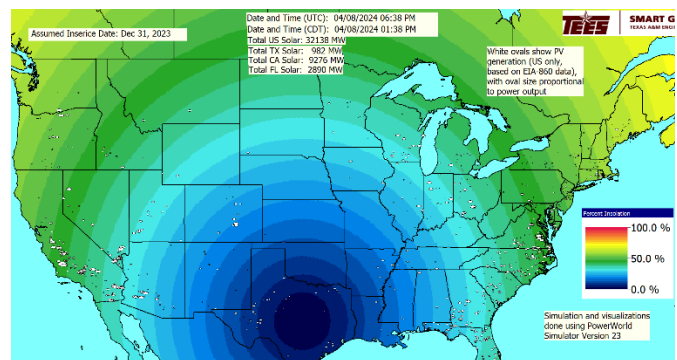 Assumed Inserice Date: Dec 31, 2023
Date and Time (UTC): 04/08/2024 06:38 PM
Date and Time (CDT): 04/08/2024 01:38 PM
Total US Solar: 32138 MW
Total TX Solar: 982 MW
Total CA Solar: 9276 MW
Total FL Solar: 2890 MW
TEES
SMART G
TEXAS A&M ENGIN
White ovals show PV
generation (US only,
based on EIA-860 data),
with oval size proportional
to power output
Percent Insolation
100.0 %
50.0 %
0.0 %
Simulation and visualizations
done using PowerWorld
Simulator Version 23